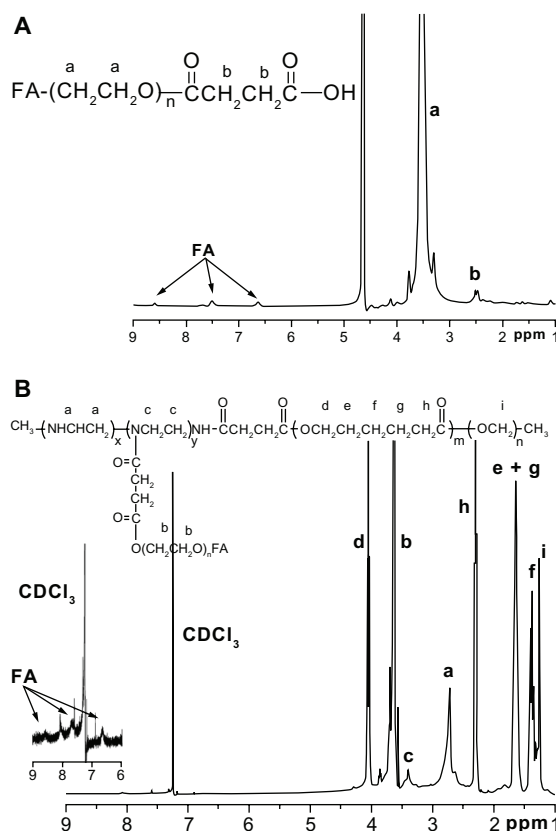 A
a a b b
O O
FA-(CH2CH2O)n—CCH2CH2C—OH
a
FA
b
9 8 7 6 5 4 3 2 ppm 1
B
a a c c d e f g h i
O O O
CH3—(NHCHCH2)x—(NCH2CH2)yNH—CCH2CH2C—(OCH2CH2CH2CH2CH2C)m—(OCH2)n—CH3
O=C
CH2
CH2
O=C b b
O(CH2CH2O)nFA
e + g
h
d b f i
CDCl3
CDCl3
FA
a
c
9 8 7 6
9 8 7 6 5 4 3 2 ppm 1